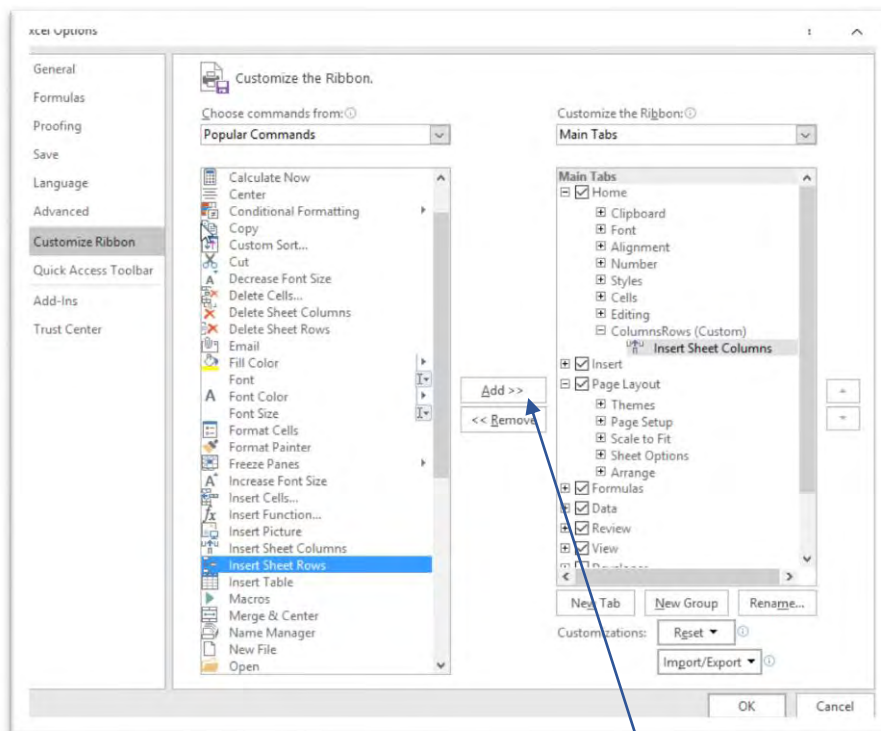 xcel Options
General
Formulas
Proofing
Save
Language
Advanced
Customize Ribbon
Quick Access Toolbar
Add-Ins
Trust Center
Customize the Ribbon.
Choose commands from:
Popular Commands
Calculate Now
Center
Conditional Formatting
Copy
Custom Sort...
Cut
Decrease Font Size
Delete Cells...
Delete Sheet Columns
Delete Sheet Rows
Email
Fill Color
Font
Font Color
Font Size
Format Cells
Format Painter
Freeze Panes
Increase Font Size
Insert Cells...
Insert Function...
Insert Picture
Insert Sheet Columns
Insert Sheet Rows
Insert Table
Macros
Merge & Center
Name Manager
New File
Open
Add >>
<< Remove
Customize the Ribbon:
Main Tabs
Main Tabs
Home
Clipboard
Font
Alignment
Number
Styles
Cells
Editing
ColumnsRows (Custom)
Insert Sheet Columns
Insert
Page Layout
Themes
Page Setup
Scale to Fit
Sheet Options
Arrange
Formulas
Data
Review
View
Developer
New Tab New Group Rename...
Customizations: Reset
Import/Export
OK Cancel